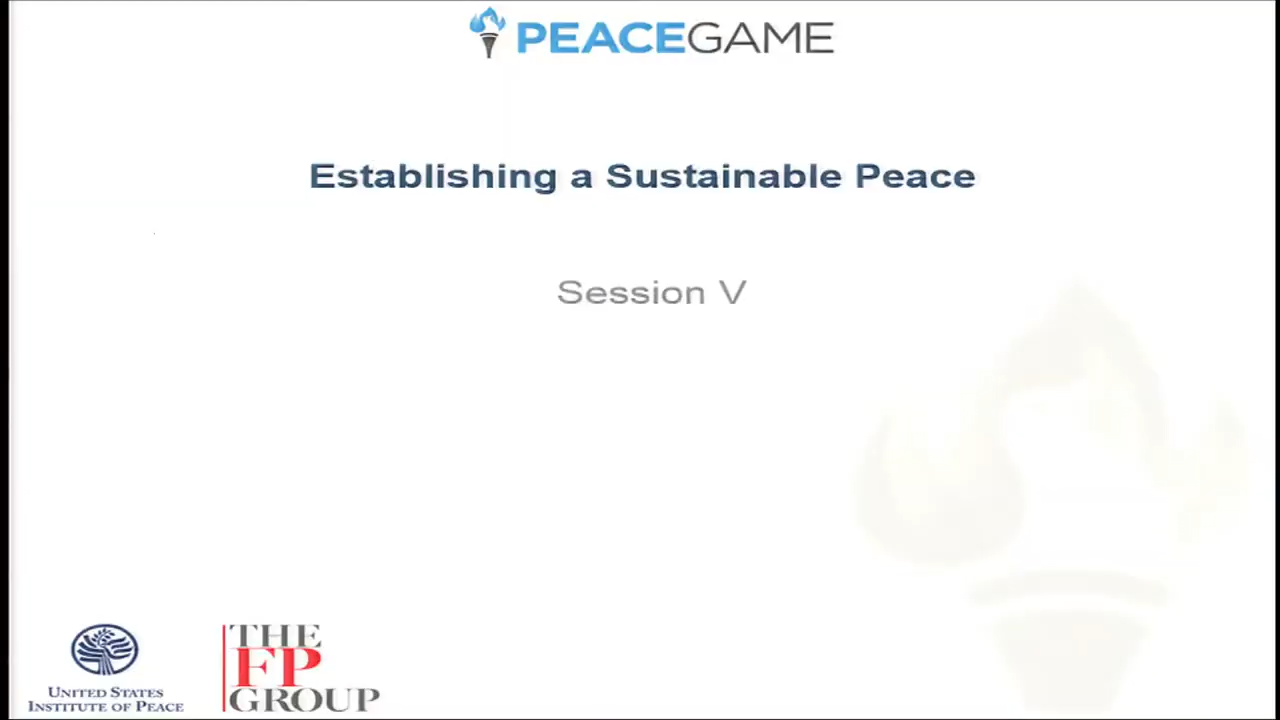 PEACEGAME
Establishing a Sustainable Peace
Session V
UNITED STATES
INSTITUTE OF PEACE
THE
FP
GROUP